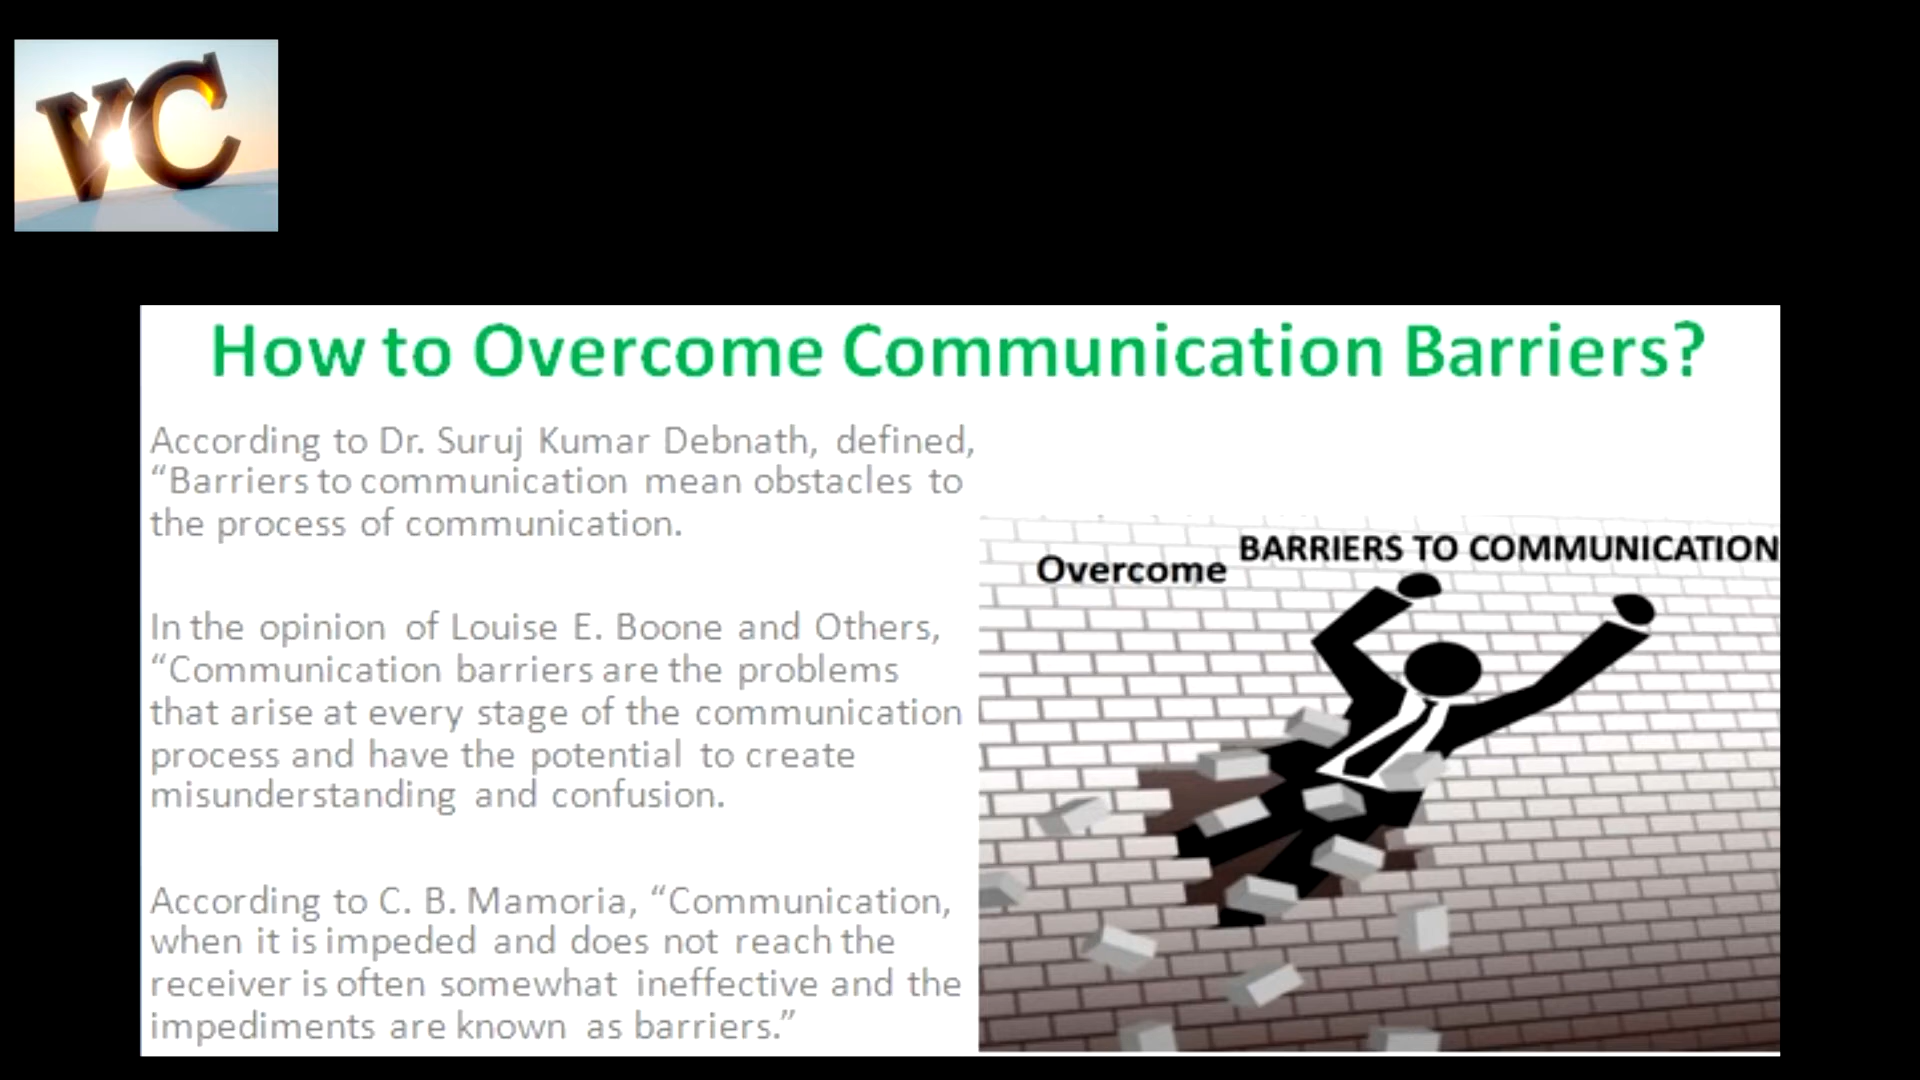 VC
How to Overcome Communication Barriers?
According to Dr. Suruj Kumar Debnath, defined,
“Barriers to communication mean obstacles to
the process of communication.
In the opinion of Louise E. Boone and Others,
“Communication barriers are the problems
that arise at every stage of the communication
process and have the potential to create
misunderstanding and confusion.
According to C. B. Mamoria, “Communication,
when it is impeded and does not reach the
receiver is often somewhat ineffective and the
impediments are known as barriers.”
Overcome
BARRIERS TO COMMUNICATION